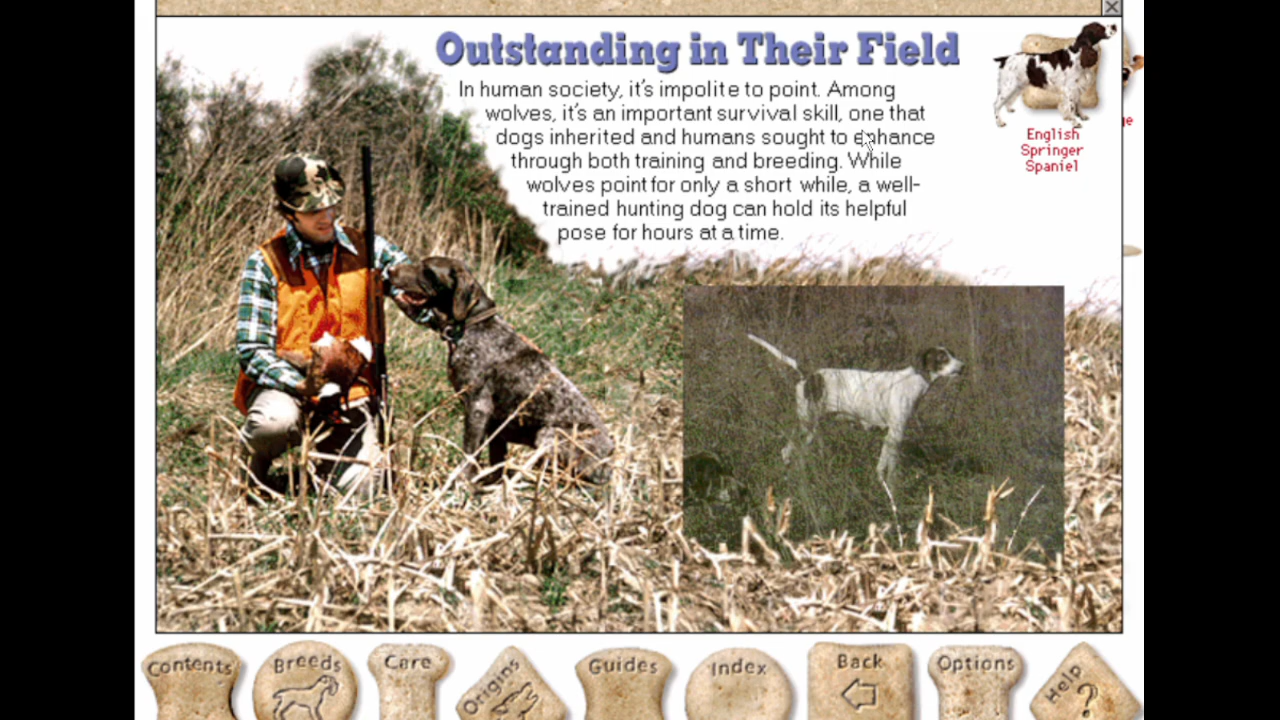 Outstanding in Their Field
In human society, it's impolite to point. Among
wolves, it's an important survival skill, one that
dogs inherited and humans sought to enhance
through both training and breeding. While
wolves point for only a short while, a well-
trained hunting dog can hold its helpful
pose for hours at a time.
English
Springer
Spaniel
Contents
Breeds
Care
Origins
Guides
Index
Back
Options
Help
?